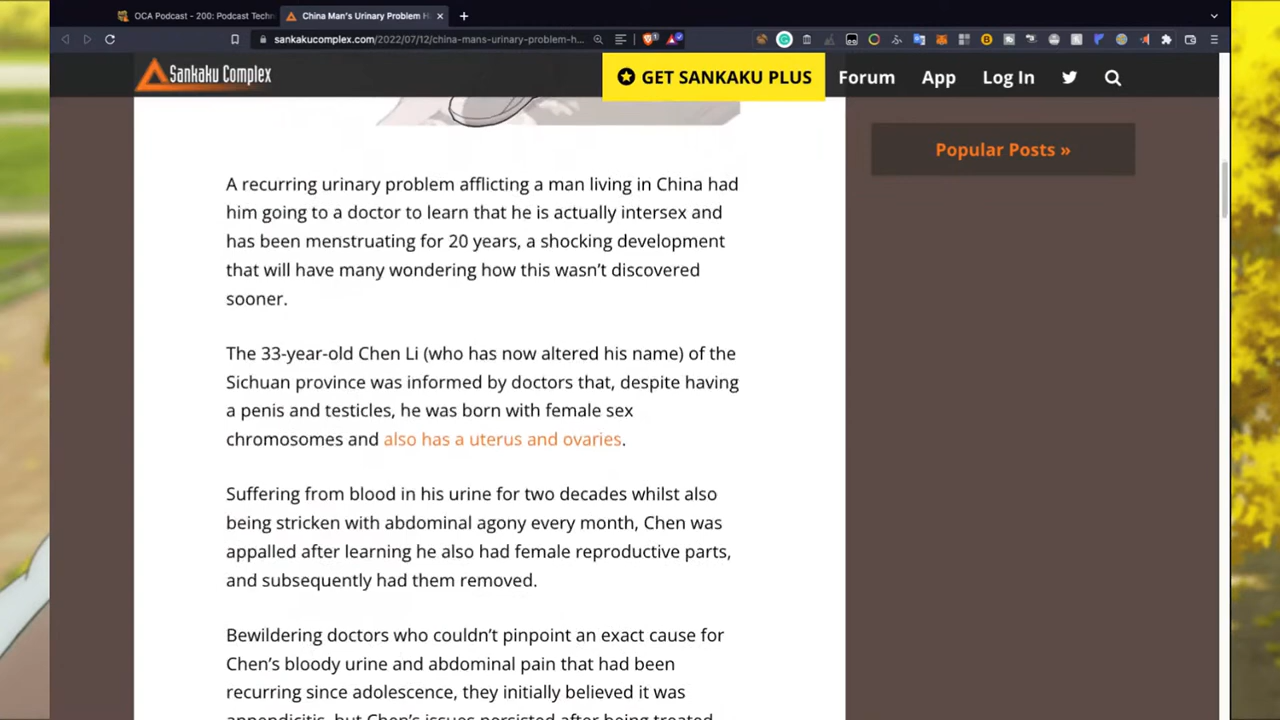 OCA Podcast - 200: Podcast Techn
China Man's Urinary Problem H
sankakucomplex.com/2022/07/12/china-mans-urinary-problem-h...
Sankaku Complex
GET SANKAKU PLUS
Forum
App
Log In
Popular Posts »
A recurring urinary problem afflicting a man living in China had
him going to a doctor to learn that he is actually intersex and
has been menstruating for 20 years, a shocking development
that will have many wondering how this wasn't discovered
sooner.
The 33-year-old Chen Li (who has now altered his name) of the
Sichuan province was informed by doctors that, despite having
a penis and testicles, he was born with female sex
chromosomes and also has a uterus and ovaries.
Suffering from blood in his urine for two decades whilst also
being stricken with abdominal agony every month, Chen was
appalled after learning he also had female reproductive parts,
and subsequently had them removed.
Bewildering doctors who couldn't pinpoint an exact cause for
Chen's bloody urine and abdominal pain that had been
recurring since adolescence, they initially believed it was
appendicitis, but Chen's issues persisted after being treated